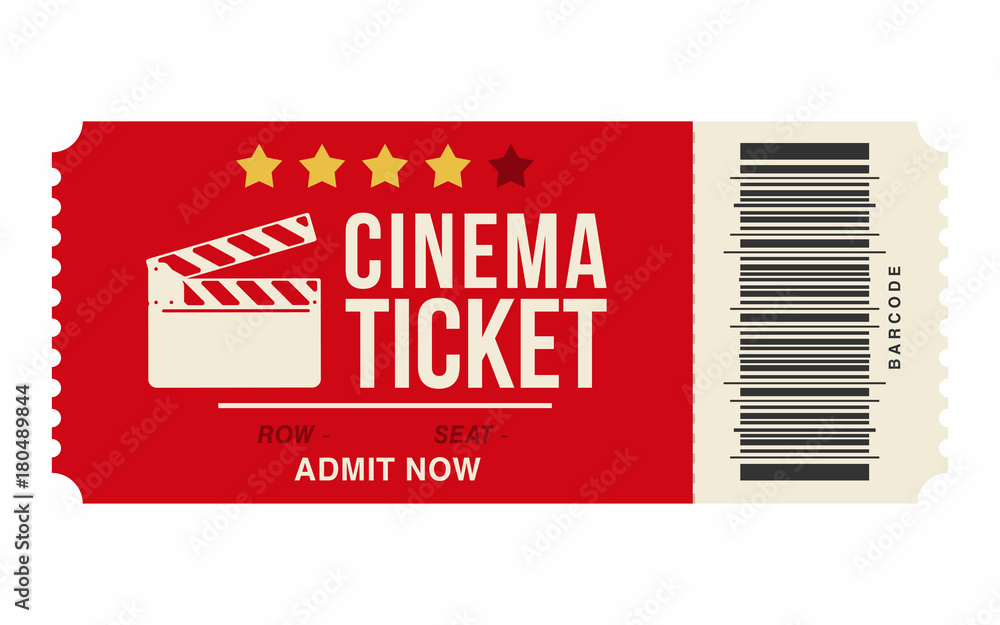 CINEMA
TICKET
ROW - SEAT -
ADMIT NOW
BARCODE
Adobe Stock | #180489844